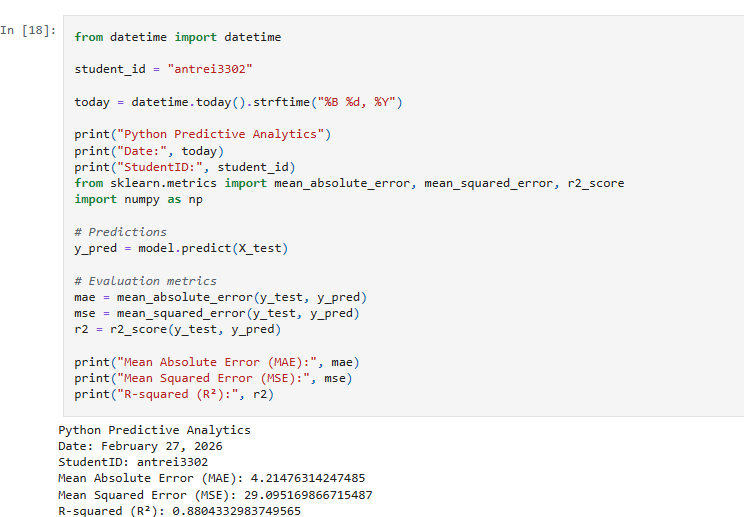 In [18]:
from datetime import datetime
student_id = "antrei3302"
today = datetime.today().strftime("%B %d, %Y")
print("Python Predictive Analytics")
print("Date:", today)
print("StudentID:", student_id)
from sklearn.metrics import mean_absolute_error, mean_squared_error, r2_score
import numpy as np
# Predictions
y_pred = model.predict(X_test)
# Evaluation metrics
mae = mean_absolute_error(y_test, y_pred)
mse = mean_squared_error(y_test, y_pred)
r2 = r2_score(y_test, y_pred)
print("Mean Absolute Error (MAE):", mae)
print("Mean Squared Error (MSE):", mse)
print("R-squared (R²):", r2)
Python Predictive Analytics
Date: February 27, 2026
StudentID: antrei3302
Mean Absolute Error (MAE): 4.21476314247485
Mean Squared Error (MSE): 29.095169866715487
R-squared (R²): 0.8804332983749565